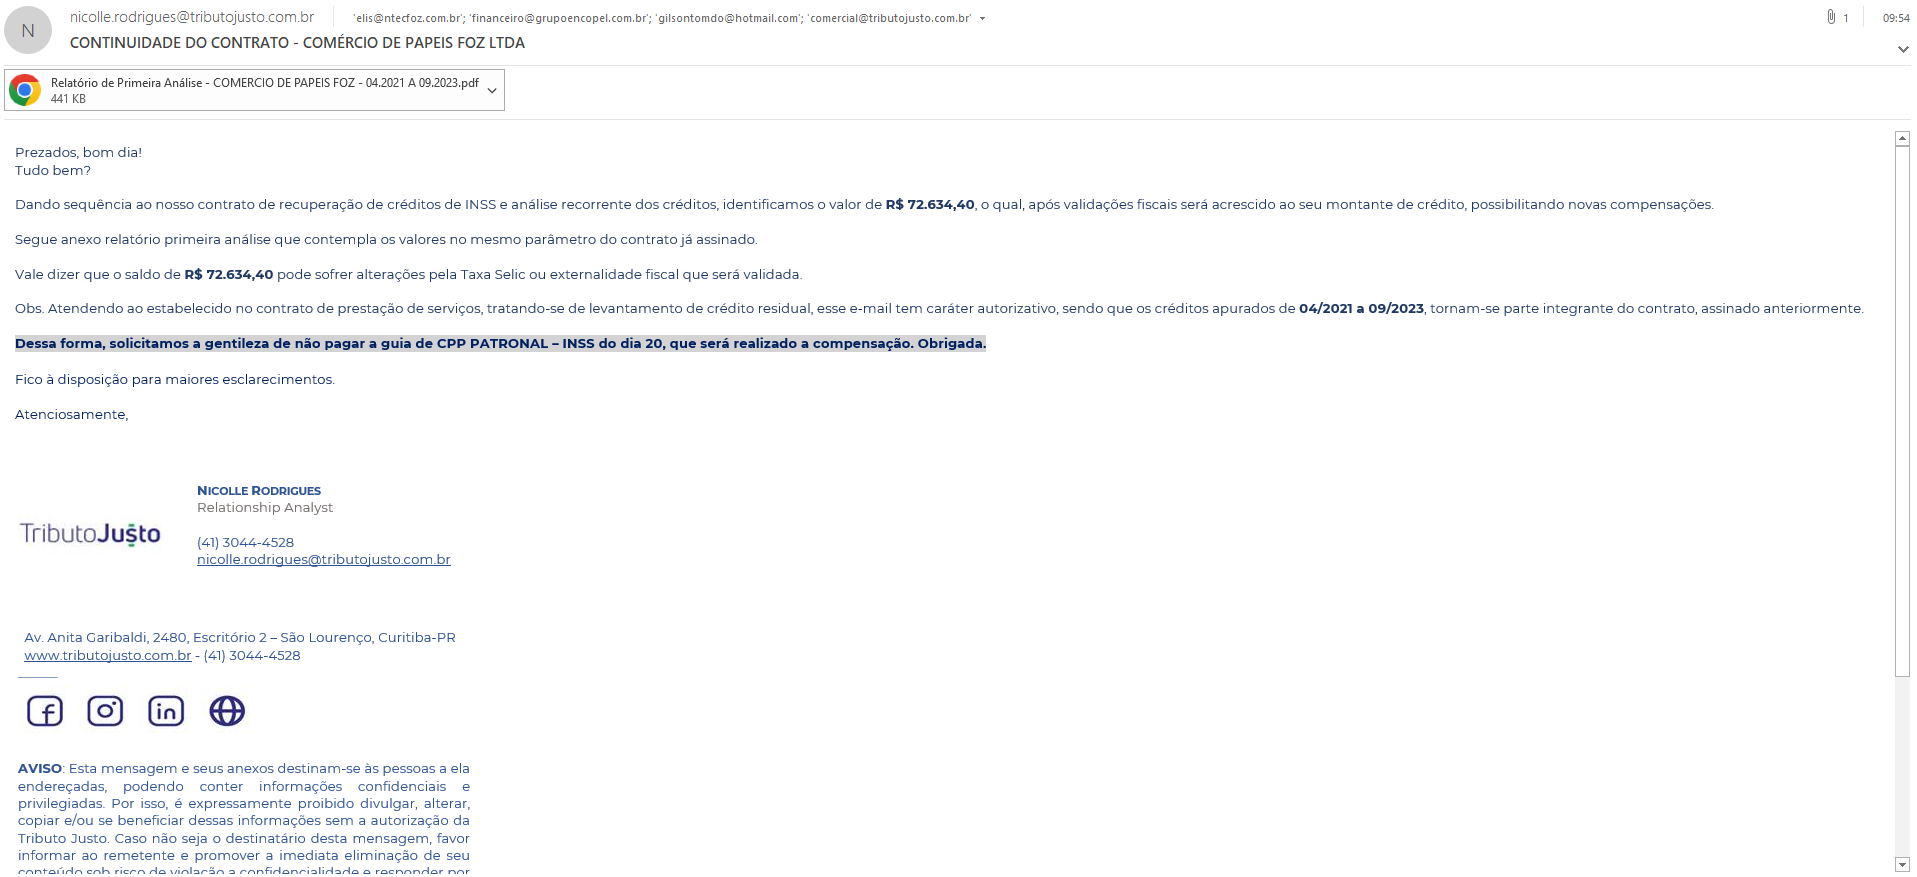 N
nicolle.rodrigues@tributojusto.com.br
'elis@ntecfoz.com.br'; 'financeiro@grupoencopel.com.br'; 'gilsontomdo@hotmail.com'; 'comercial@tributojusto.com.br'
1
09:54
CONTINUIDADE DO CONTRATO - COMÉRCIO DE PAPEIS FOZ LTDA
Relatório de Primeira Análise - COMERCIO DE PAPEIS FOZ - 04.2021 A 09.2023.pdf
441 KB
Prezados, bom dia!
Tudo bem?
Dando sequência ao nosso contrato de recuperação de créditos de INSS e análise recorrente dos créditos, identificamos o valor de R$ 72.634,40, o qual, após validações fiscais será acrescido ao seu montante de crédito, possibilitando novas compensações.
Segue anexo relatório primeira análise que contempla os valores no mesmo parâmetro do contrato já assinado.
Vale dizer que o saldo de R$ 72.634,40 pode sofrer alterações pela Taxa Selic ou externalidade fiscal que será validada.
Obs. Atendendo ao estabelecido no contrato de prestação de serviços, tratando-se de levantamento de crédito residual, esse e-mail tem caráter autorizativo, sendo que os créditos apurados de 04/2021 a 09/2023, tornam-se parte integrante do contrato, assinado anteriormente.
Dessa forma, solicitamos a gentileza de não pagar a guia de CPP PATRONAL – INSS do dia 20, que será realizado a compensação. Obrigada.
Fico à disposição para maiores esclarecimentos.
Atenciosamente,
NICOLLE RODRIGUES
Relationship Analyst
TributoJusto
(41) 3044-4528
nicolle.rodrigues@tributojusto.com.br
Av. Anita Garibaldi, 2480, Escritório 2 – São Lourenço, Curitiba-PR
www.tributojusto.com.br - (41) 3044-4528
AVISO: Esta mensagem e seus anexos destinam-se às pessoas a ela
endereçadas, podendo conter informações confidenciais e
privilegiadas. Por isso, é expressamente proibido divulgar, alterar,
copiar e/ou se beneficiar dessas informações sem a autorização da
Tributo Justo. Caso não seja o destinatário desta mensagem, favor
informar ao remetente e promover a imediata eliminação de seu
conteúdo sob risco de violação a confidencialidade e responder por